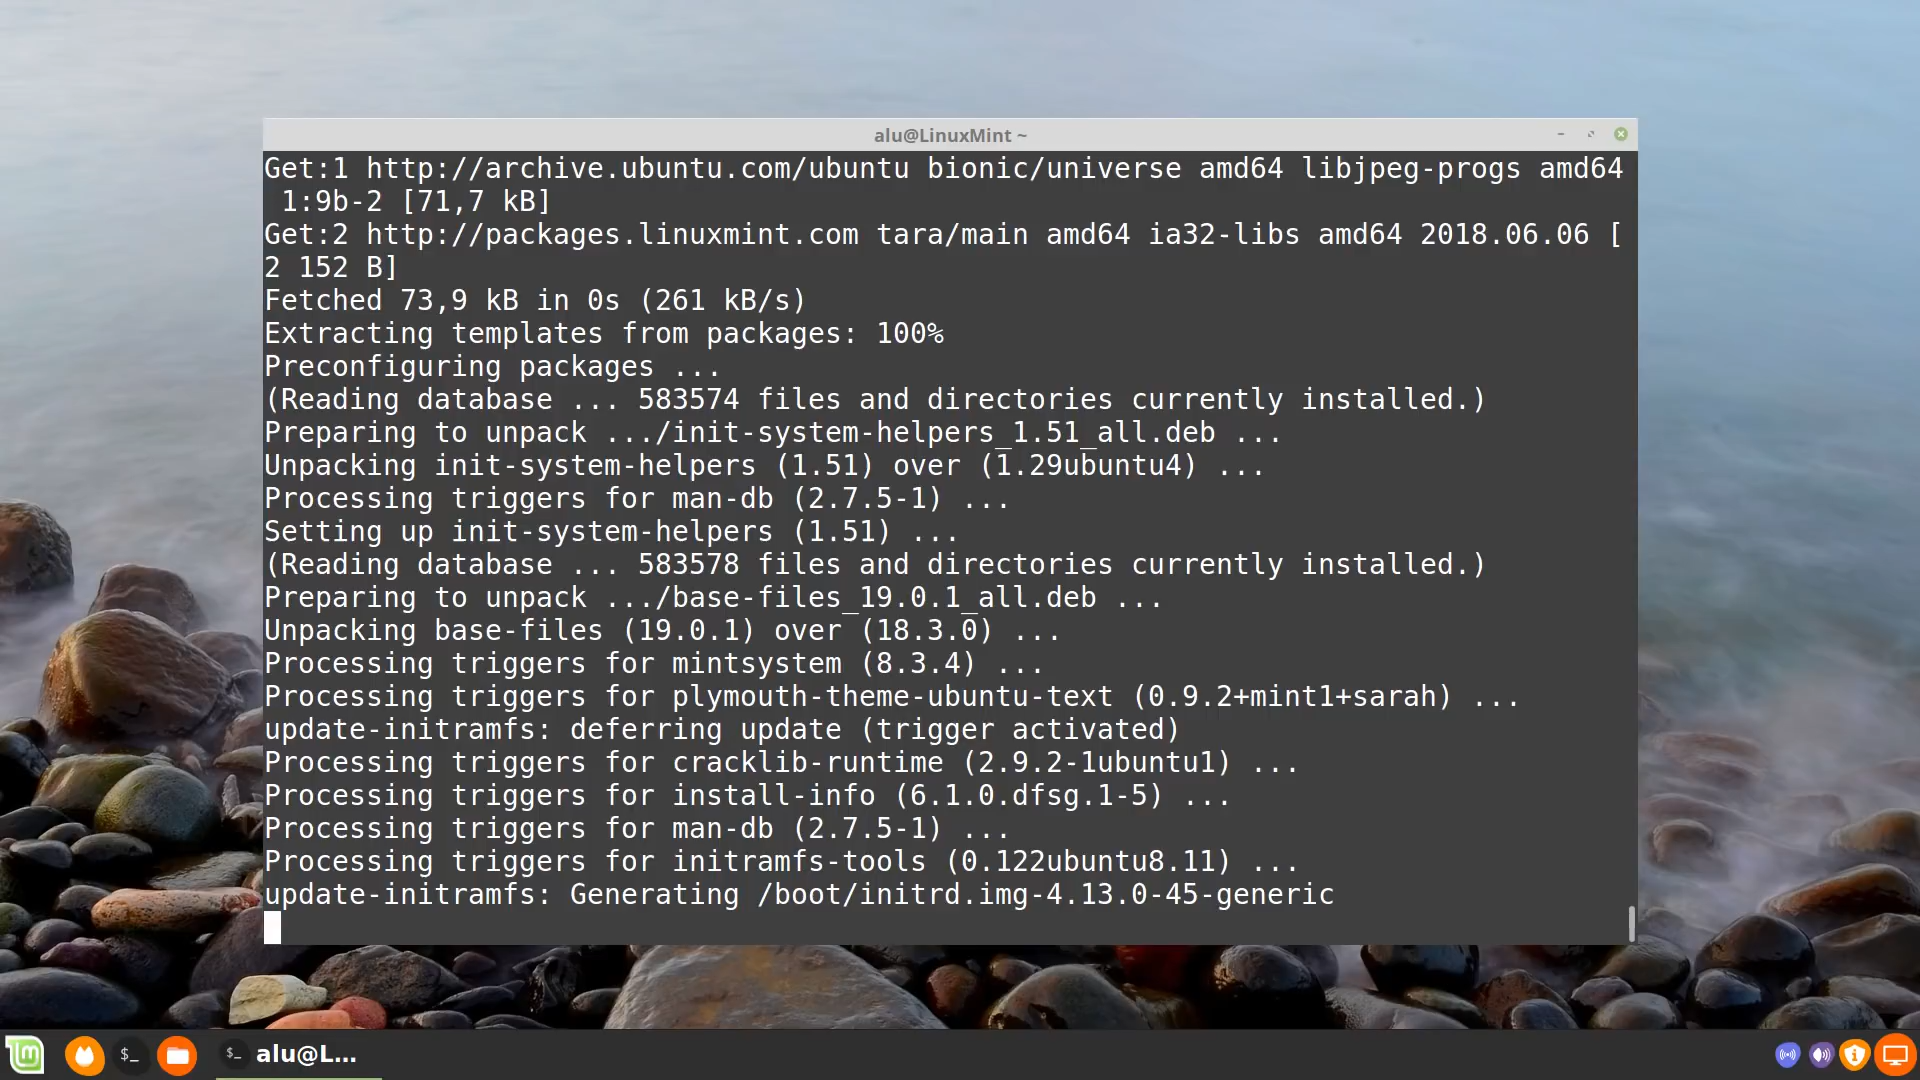 alu@LinuxMint ~
Get:1 http://archive.ubuntu.com/ubuntu bionic/universe amd64 libjpeg-progs amd64
 1:9b-2 [71,7 kB]
Get:2 http://packages.linuxmint.com tara/main amd64 ia32-libs amd64 2018.06.06 [
2 152 B]
Fetched 73,9 kB in 0s (261 kB/s)
Extracting templates from packages: 100%
Preconfiguring packages ...
(Reading database ... 583574 files and directories currently installed.)
Preparing to unpack .../init-system-helpers_1.51_all.deb ...
Unpacking init-system-helpers (1.51) over (1.29ubuntu4) ...
Processing triggers for man-db (2.7.5-1) ...
Setting up init-system-helpers (1.51) ...
(Reading database ... 583578 files and directories currently installed.)
Preparing to unpack .../base-files_19.0.1_all.deb ...
Unpacking base-files (19.0.1) over (18.3.0) ...
Processing triggers for mintsystem (8.3.4) ...
Processing triggers for plymouth-theme-ubuntu-text (0.9.2+mint1+sarah) ...
update-initramfs: deferring update (trigger activated)
Processing triggers for cracklib-runtime (2.9.2-1ubuntu1) ...
Processing triggers for install-info (6.1.0.dfsg.1-5) ...
Processing triggers for man-db (2.7.5-1) ...
Processing triggers for initramfs-tools (0.122ubuntu8.11) ...
update-initramfs: Generating /boot/initrd.img-4.13.0-45-generic
$_ $_ alu@L...